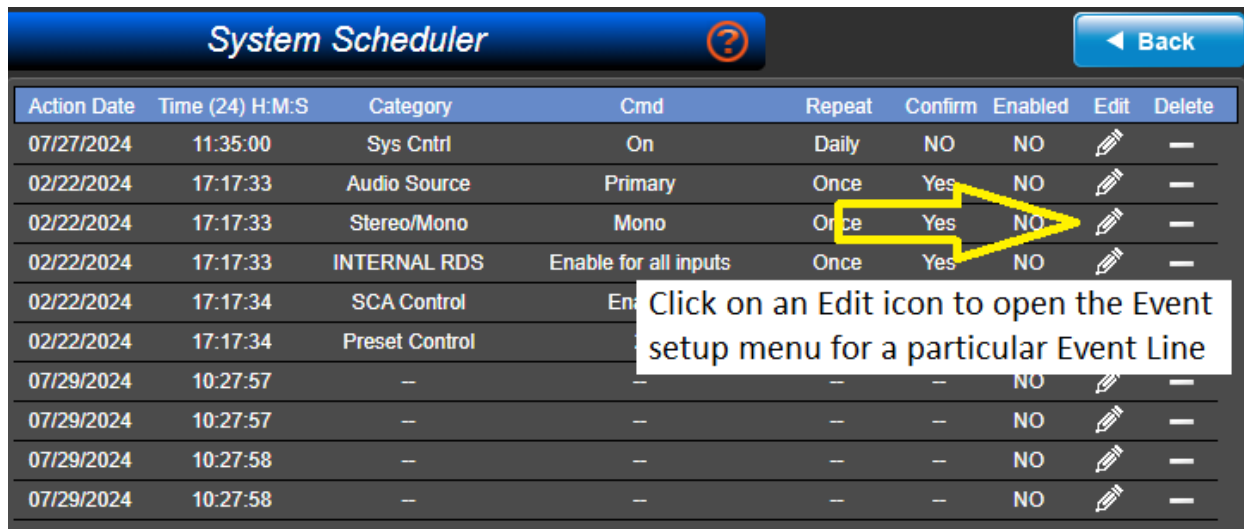 System Scheduler ?
◄ Back
Action Date Time (24) H:M:S Category Cmd Repeat Confirm Enabled Edit Delete
07/27/2024 11:35:00 Sys Cntrl On Daily NO NO
02/22/2024 17:17:33 Audio Source Primary Once Yes NO
02/22/2024 17:17:33 Stereo/Mono Mono Once Yes NO
02/22/2024 17:17:33 INTERNAL RDS Enable for all inputs Once Yes NO
02/22/2024 17:17:34 SCA Control
02/22/2024 17:17:34 Preset Control
Click on an Edit icon to open the Event
setup menu for a particular Event Line
07/29/2024 10:27:57 -- -- -- -- NO
07/29/2024 10:27:57 -- -- -- -- NO
07/29/2024 10:27:58 -- -- -- -- NO
07/29/2024 10:27:58 -- -- -- -- NO